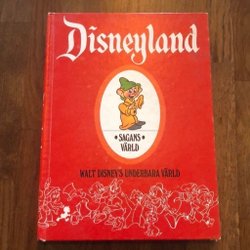 Disneyland
• SAGANS •
VÄRLD
WALT DISNEY'S UNDERBARA VÄRLD